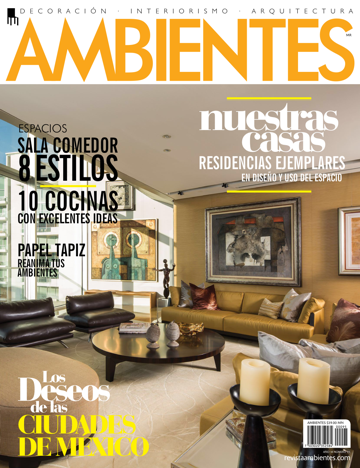 DECORACIÓN · INTERIORISMO · ARQUITECTURA
AMBIENTES
nuestras
casas
RESIDENCIAS EJEMPLARES
EN DISEÑO Y USO DEL ESPACIO
ESPACIOS
SALA COMEDOR
8 ESTILOS
10 COCINAS
CON EXCELENTES IDEAS
PAPEL TAPIZ
REANIMA TUS
AMBIENTES
Los
Deseos
de las
CIUDADES
DE MÉXICO
revistaambientes.com